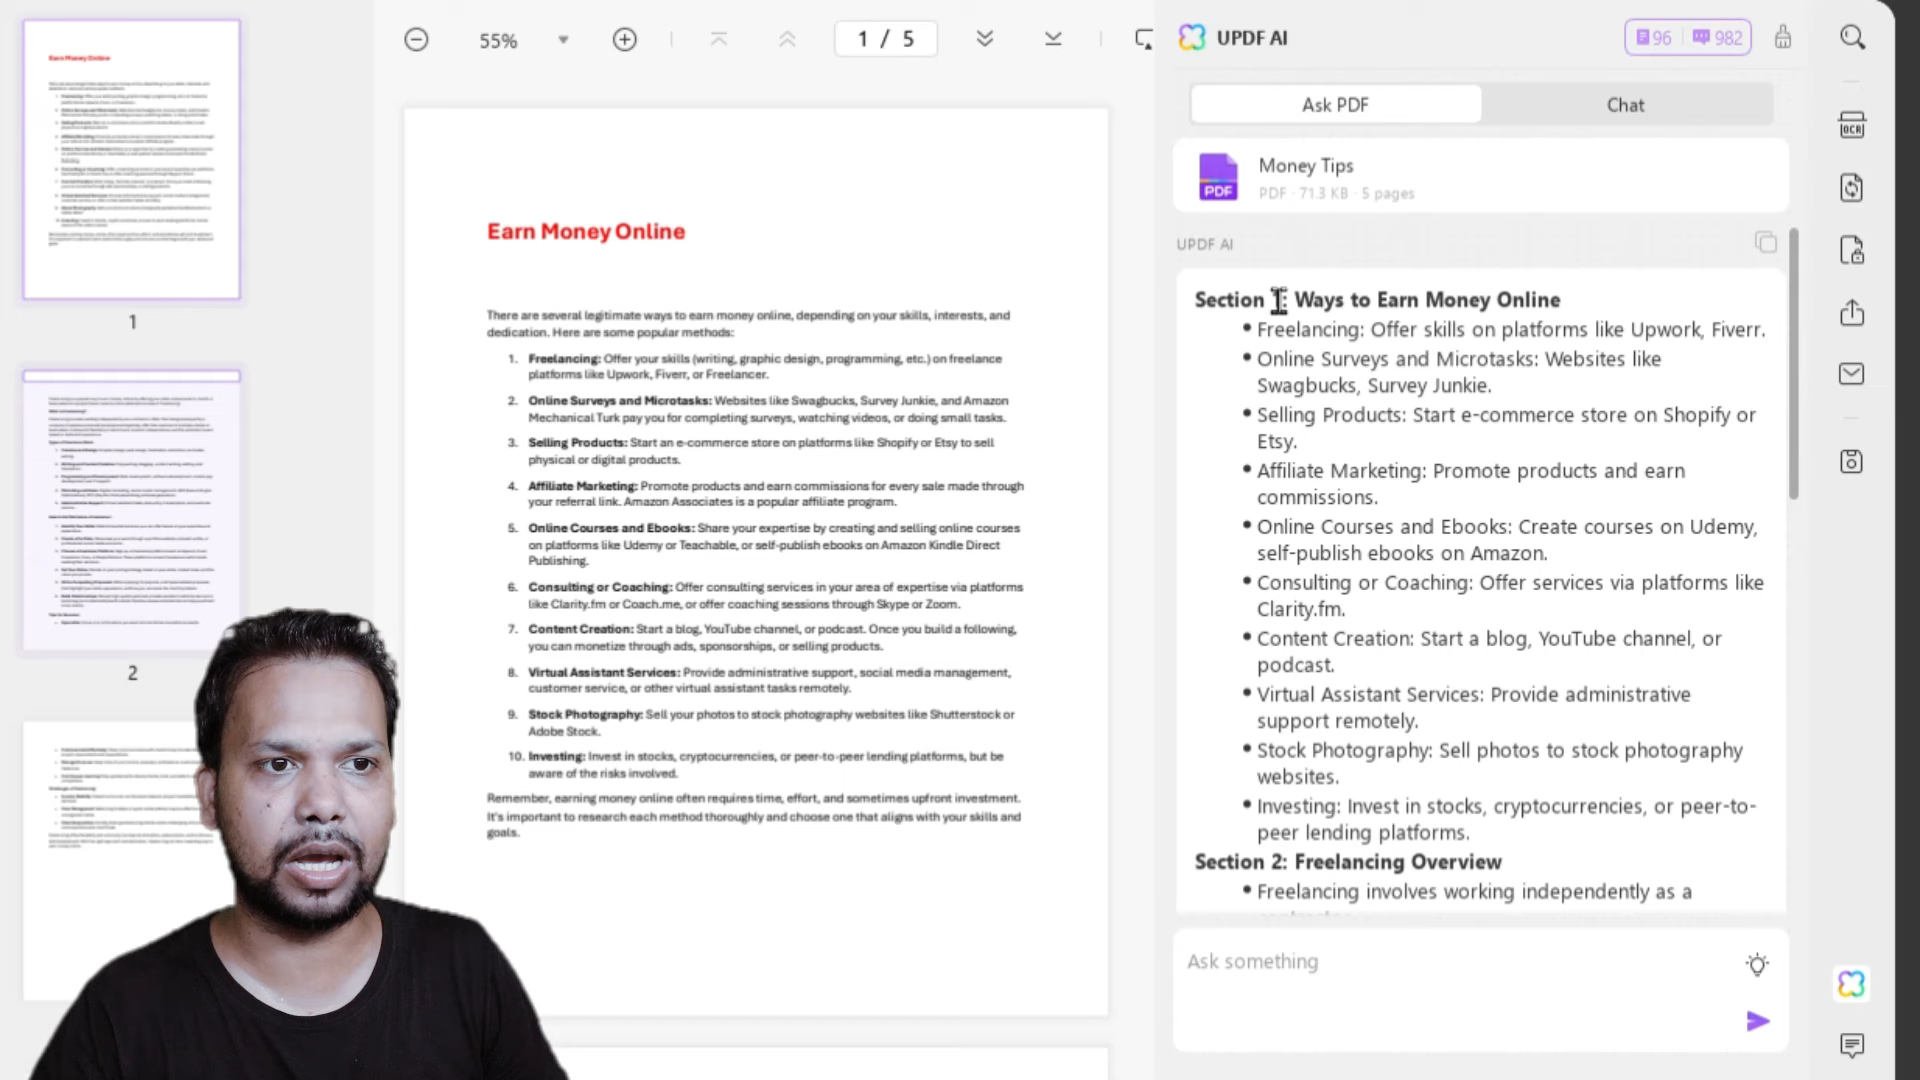 55%
1 / 5
UPDF AI
96
982
Ask PDF
Chat
PDF
Money Tips
PDF · 71.3 KB · 5 pages
Earn Money Online
1
2
Earn Money Online
There are several legitimate ways to earn money online, depending on your skills, interests, and
dedication. Here are some popular methods:
1. Freelancing: Offer your skills (writing, graphic design, programming, etc.) on freelance
platforms like Upwork, Fiverr, or Freelancer.
2. Online Surveys and Microtasks: Websites like Swagbucks, Survey Junkie, and Amazon
Mechanical Turk pay you for completing surveys, watching videos, or doing small tasks.
3. Selling Products: Start an e-commerce store on platforms like Shopify or Etsy to sell
physical or digital products.
4. Affiliate Marketing: Promote products and earn commissions for every sale made through
your referral link. Amazon Associates is a popular affiliate program.
5. Online Courses and Ebooks: Share your expertise by creating and selling online courses
on platforms like Udemy or Teachable, or self-publish ebooks on Amazon Kindle Direct
Publishing.
6. Consulting or Coaching: Offer consulting services in your area of expertise via platforms
like Clarity.fm or Coach.me, or offer coaching sessions through Skype or Zoom.
7. Content Creation: Start a blog, YouTube channel, or podcast. Once you build a following,
you can monetize through ads, sponsorships, or selling products.
8. Virtual Assistant Services: Provide administrative support, social media management,
customer service, or other virtual assistant tasks remotely.
9. Stock Photography: Sell your photos to stock photography websites like Shutterstock or
Adobe Stock.
10. Investing: Invest in stocks, cryptocurrencies, or peer-to-peer lending platforms, but be
aware of the risks involved.
Remember, earning money online often requires time, effort, and sometimes upfront investment.
It's important to research each method thoroughly and choose one that aligns with your skills and
goals.
UPDF AI
Section 1: Ways to Earn Money Online
• Freelancing: Offer skills on platforms like Upwork, Fiverr.
• Online Surveys and Microtasks: Websites like
Swagbucks, Survey Junkie.
• Selling Products: Start e-commerce store on Shopify or
Etsy.
• Affiliate Marketing: Promote products and earn
commissions.
• Online Courses and Ebooks: Create courses on Udemy,
self-publish ebooks on Amazon.
• Consulting or Coaching: Offer services via platforms like
Clarity.fm.
• Content Creation: Start a blog, YouTube channel, or
podcast.
• Virtual Assistant Services: Provide administrative
support remotely.
• Stock Photography: Sell photos to stock photography
websites.
• Investing: Invest in stocks, cryptocurrencies, or peer-to-
peer lending platforms.
Section 2: Freelancing Overview
• Freelancing involves working independently as a
Ask something
OCR